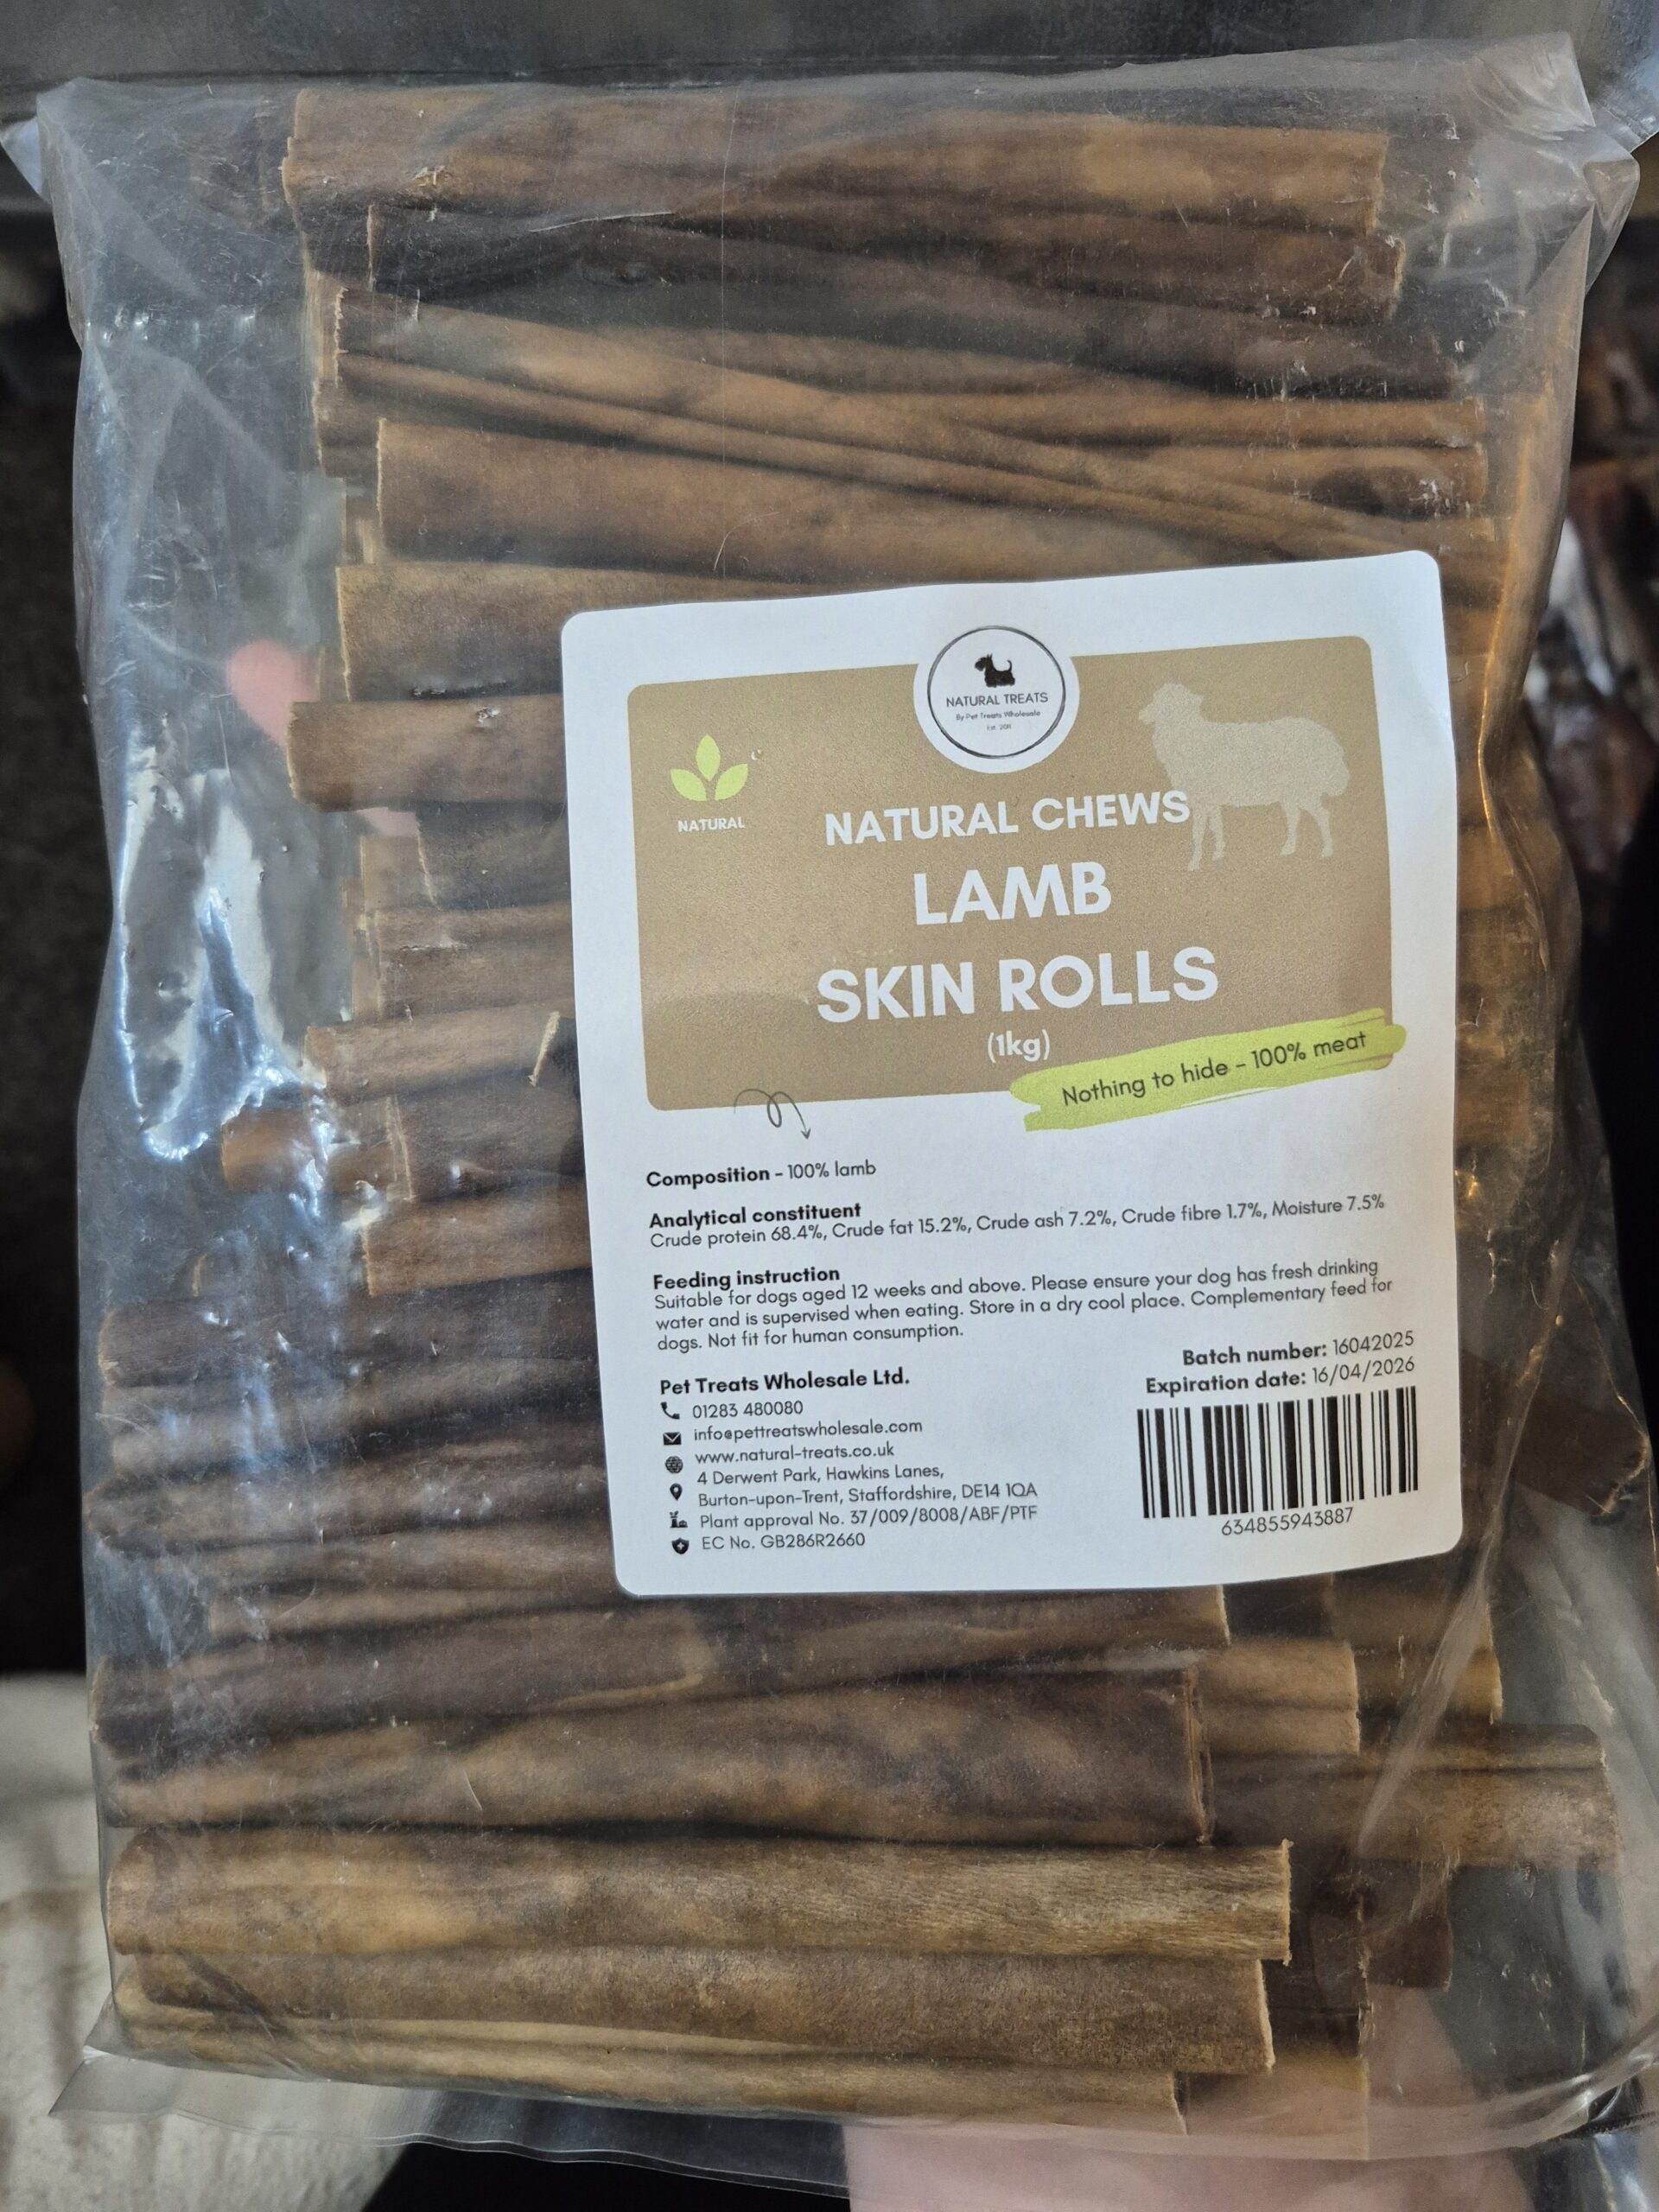 NATURAL TREATS
By Pet Treats Wholesale
NATURAL
NATURAL CHEWS
LAMB
SKIN ROLLS
(1kg)
Nothing to hide - 100% meat
Composition - 100% lamb
Analytical constituent
Crude protein 68.4%, Crude fat 15.2%, Crude ash 7.2%, Crude fibre 1.7%, Moisture 7.5%
Feeding instruction
Suitable for dogs aged 12 weeks and above. Please ensure your dog has fresh drinking
water and is supervised when eating. Store in a dry cool place. Complementary feed for
dogs. Not fit for human consumption.
Batch number: 16042025
Expiration date: 16/04/2026
Pet Treats Wholesale Ltd.
01283 480080
info@pettreatswholesale.com
www.natural-treats.co.uk
4 Derwent Park, Hawkins Lanes,
Burton-upon-Trent, Staffordshire, DE14 1QA
Plant approval No. 37/009/8008/ABF/PTF
EC No. GB286R2660
634855943887